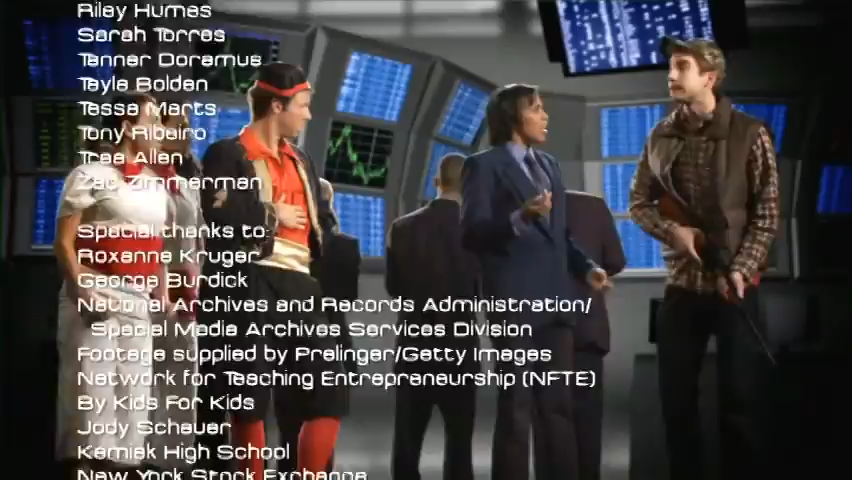 Riley Humes
Sarah Torres
Tanner Doramus
Tayla Bolden
Tessa Marts
Tony Ribeiro
Trae Allen
Zac Zimmerman
Special thanks to:
Roxanne Kruger
George Burdick
National Archives and Records Administration/
Special Media Archives Services Division
Footage supplied by Prelinger/Getty Images
Network for Teaching Entrepreneurship (NFTE)
By Kids For Kids
Jody Schauer
Kamiak High School
New York Stock Exchange